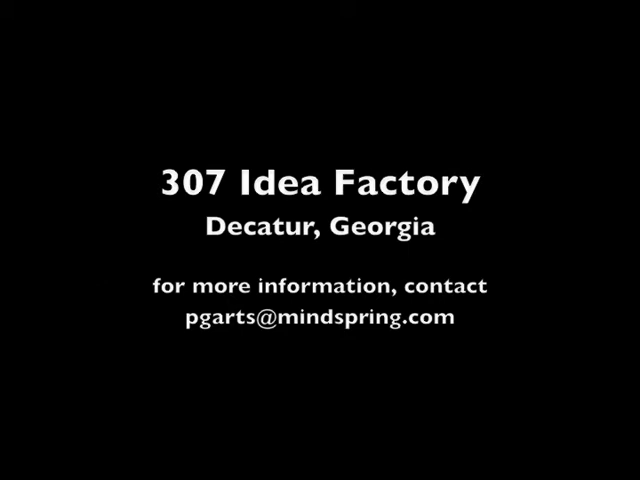 307 Idea Factory
Decatur, Georgia
for more information, contact
pgarts@mindspring.com